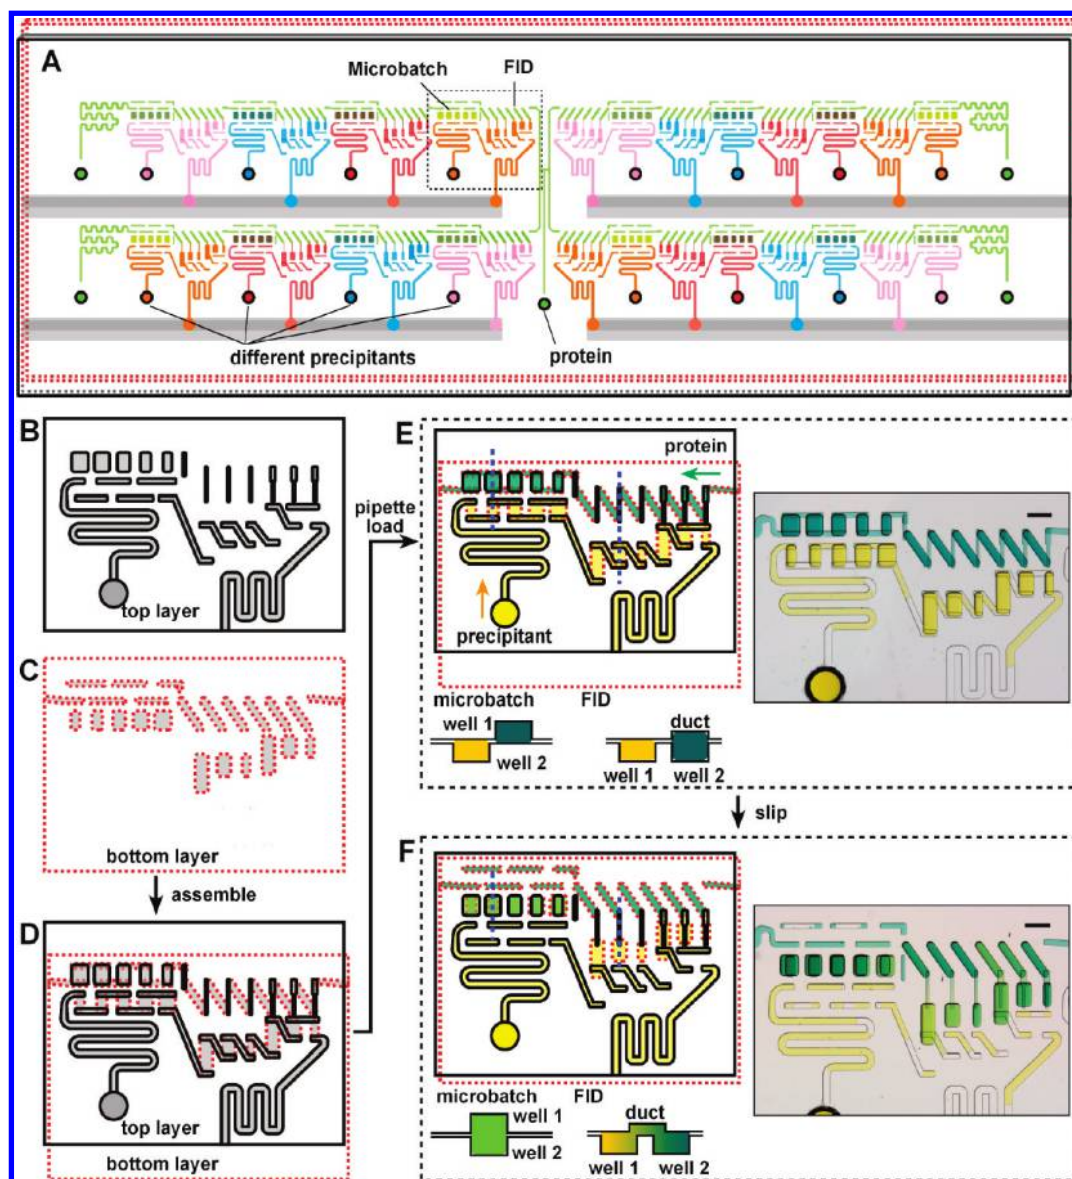 A
Microbatch
FID
different precipitants
protein
B
top layer
C
bottom layer
assemble
D
top layer
bottom layer
pipette
load
E
protein
precipitant
microbatch
FID
well 1
duct
well 2
well 1
well 2
slip
F
microbatch
FID
well 1
duct
well 2
well 1
well 2